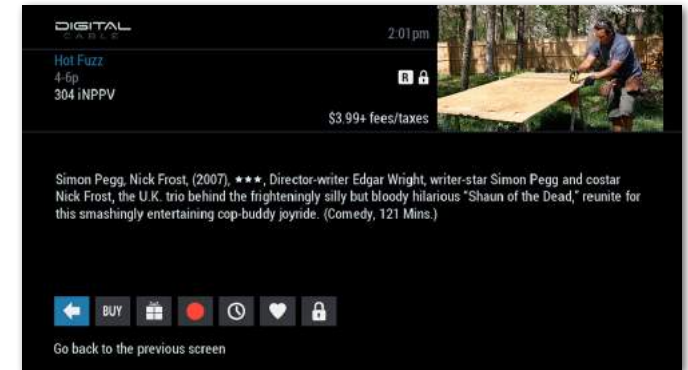 DIGITAL
CABLE
2:01pm
Hot Fuzz
4-6p
R
304 iNPPV
$3.99+ fees/taxes
Simon Pegg, Nick Frost, (2007), ★★★, Director-writer Edgar Wright, writer-star Simon Pegg and costar
Nick Frost, the U.K. trio behind the frighteningly silly but bloody hilarious "Shaun of the Dead," reunite for
this smashingly entertaining cop-buddy joyride. (Comedy, 121 Mins.)
BUY
Go back to the previous screen